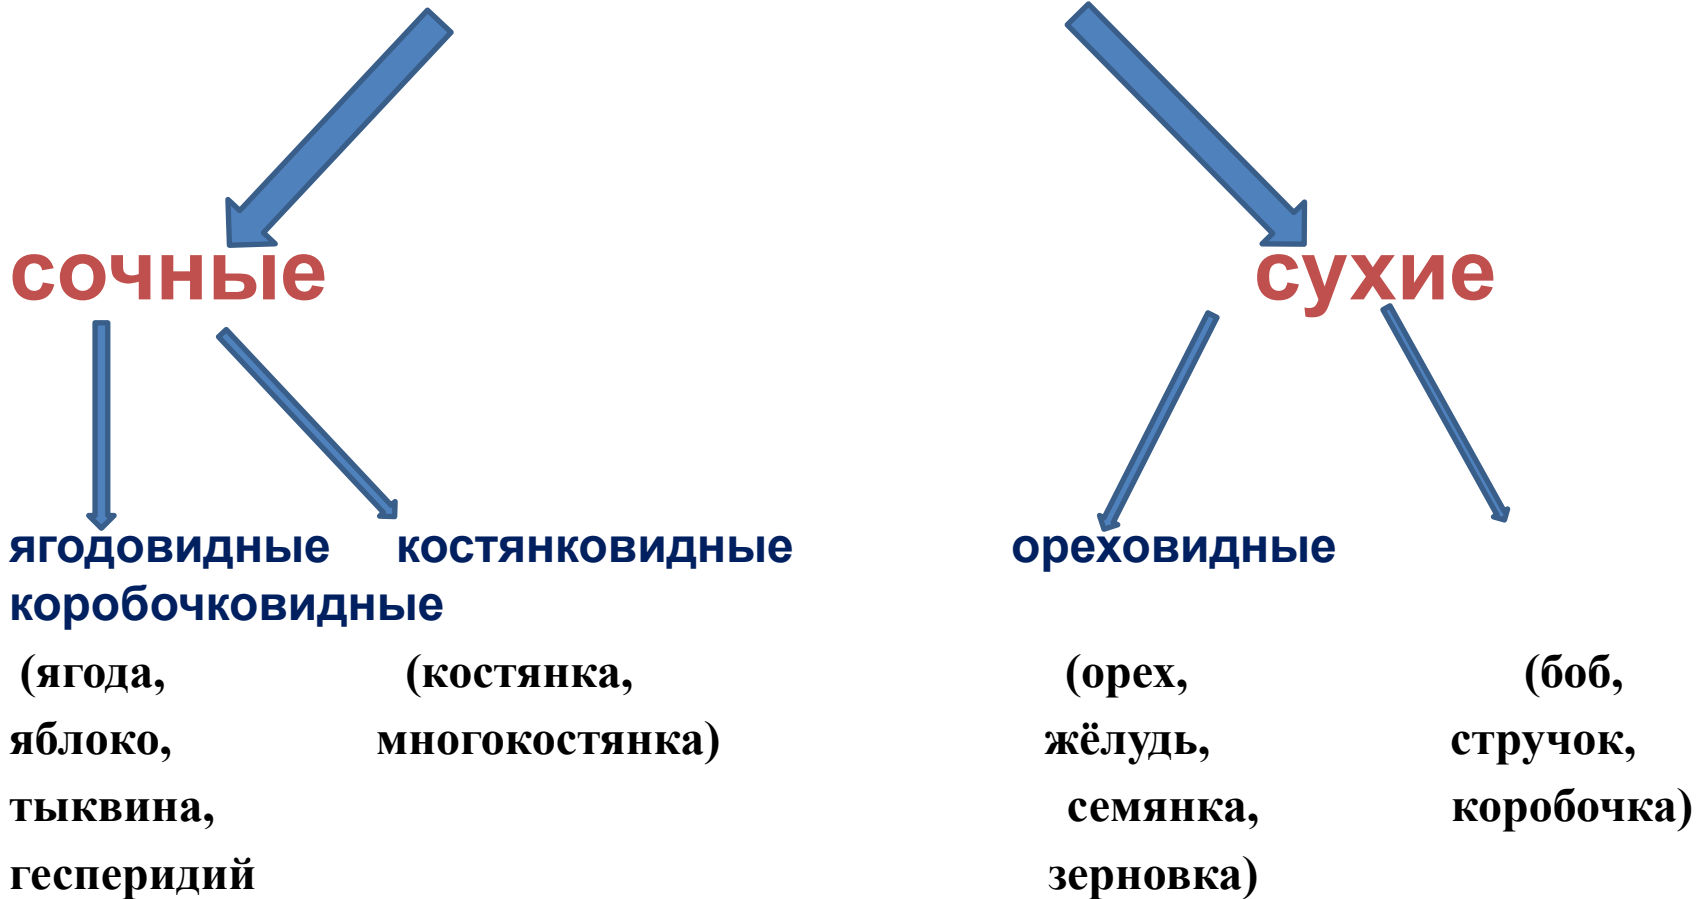 сочные сухие
ягодовидные костянковидные ореховидные
коробочковидные
(ягода, (костянка, (орех, (боб,
яблоко, многокостянка) жёлудь, стручок,
тыквина, семянка, коробочка)
гесперидий зерновка)